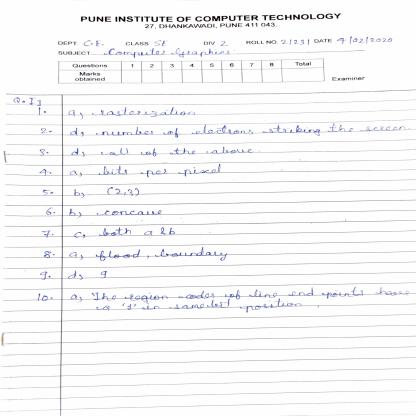 PUNE INSTITUTE OF COMPUTER TECHNOLOGY
27, DHANKAWADI, PUNE 411 043.
DEPT. C.E. CLASS SE DIV 2 ROLL NO. 21231 DATE 4/02/2020
SUBJECT Computer Graphics
Questions 1 2 3 4 5 6 7 8 Total
Marks obtained
Examiner
Q.I]
1. a, rasterization
2. d, number of electrons striking the screen
3. d, all of the above.
4. a, bits per pixel
5. b, (2,3)
6. b, concave
7. c, both a & b
8. a, flood, boundary
9. d, 9
10. a, The region codes of line end points have
a '1' in same bit position.